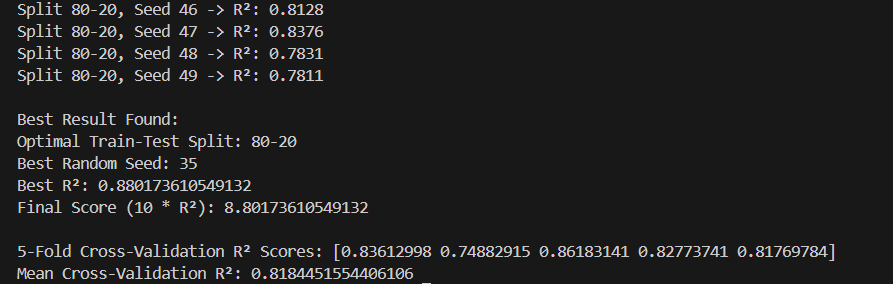 Split 80-20, Seed 46 -> R²: 0.8128
Split 80-20, Seed 47 -> R²: 0.8376
Split 80-20, Seed 48 -> R²: 0.7831
Split 80-20, Seed 49 -> R²: 0.7811
Best Result Found:
Optimal Train-Test Split: 80-20
Best Random Seed: 35
Best R²: 0.880173610549132
Final Score (10 * R²): 8.80173610549132
5-Fold Cross-Validation R² Scores: [0.83612998 0.74882915 0.86183141 0.82773741 0.81769784]
Mean Cross-Validation R²: 0.8184451554406106